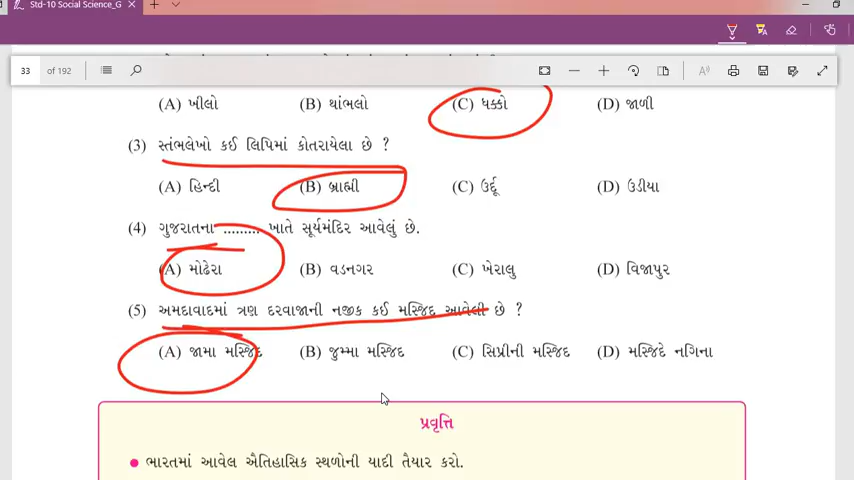 Std-10 Social Science_G
33 of 192
(A) ખીલો (B) થાંભલો (C) ધક્કો (D) જાળી
(3) સ્તંભલેખો કઈ લિપિમાં કોતરાયેલા છે ?
(A) હિન્દી (B) બ્રાહ્મી (C) ઉર્દૂ (D) ઉડીયા
(4) ગુજરાતના ......... ખાતે સૂર્યમંદિર આવેલું છે.
(A) મોઢેરા (B) વડનગર (C) ખેરાલુ (D) વિજાપુર
(5) અમદાવાદમાં ત્રણ દરવાજાની નજીક કઈ મસ્જિદ આવેલી છે ?
(A) જામા મસ્જિદ (B) જુમ્મા મસ્જિદ (C) સિપ્રીની મસ્જિદ (D) મસ્જિદે નગિના
પ્રવૃત્તિ
• ભારતમાં આવેલ ઐતિહાસિક સ્થળોની યાદી તૈયાર કરો.